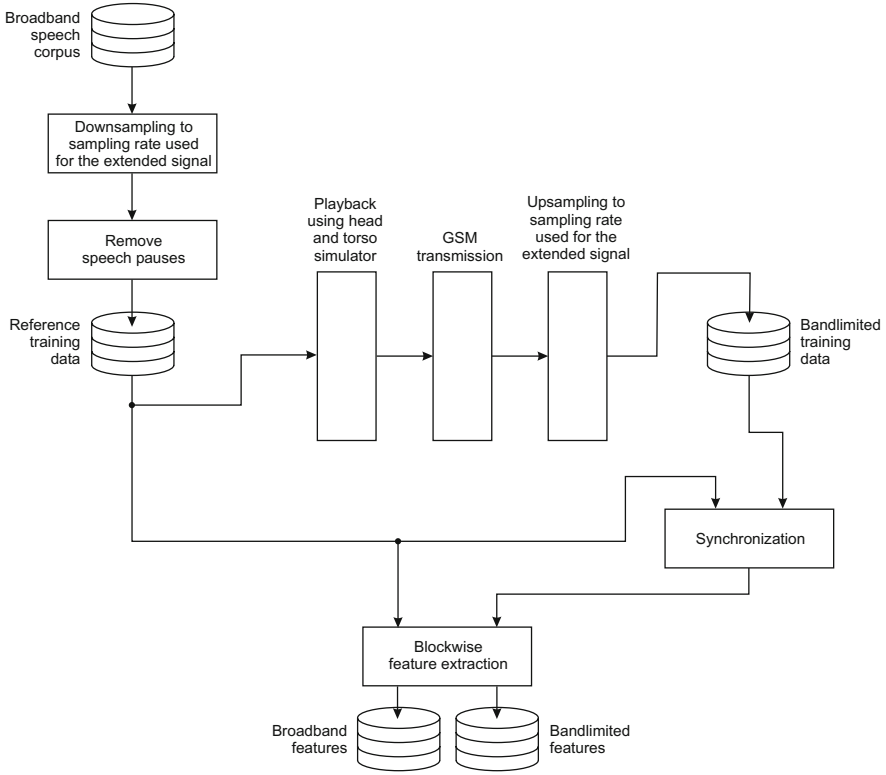 Broadband
speech
corpus
Downsampling to
sampling rate used
for the extended signal
Remove
speech pauses
Reference
training
data
Playback
using head
and torso
simulator
GSM
transmission
Upsampling to
sampling rate
used for the
extended signal
Bandlimited
training
data
Synchronization
Blockwise
feature extraction
Broadband
features
Bandlimited
features